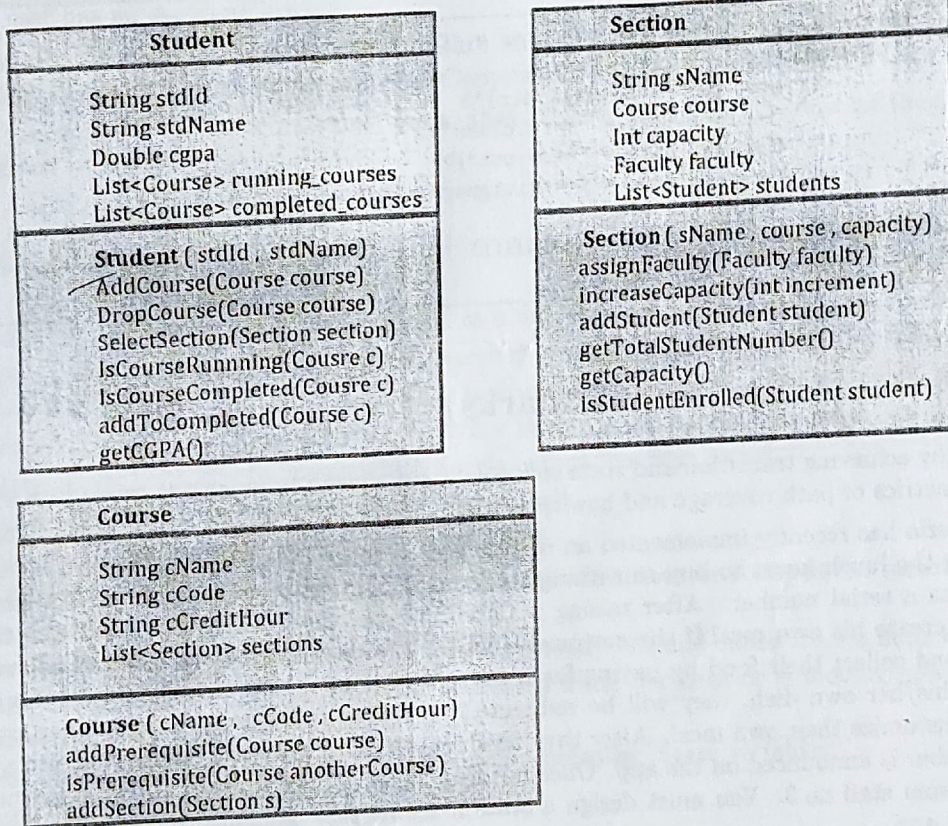 Student
String stdId
String stdName
Double cgpa
List<Course> running_courses
List<Course> completed_courses
Student ( stdId , stdName)
AddCourse(Course course)
DropCourse(Course course)
SelectSection(Section section)
IsCourseRunnning(Cousre c)
IsCourseCompleted(Cousre c)
addToCompleted(Course c)
getCGPA()
Section
String sName
Course course
Int capacity
Faculty faculty
List<Student> students
Section ( sName , course , capacity)
assignFaculty(Faculty faculty)
increaseCapacity(int increment)
addStudent(Student student)
getTotalStudentNumber()
getCapacity()
isStudentEnrolled(Student student)
Course
String cName
String cCode
String cCreditHour
List<Section> sections
Course ( cName , cCode , cCreditHour)
addPrerequisite(Course course)
isPrerequisite(Course anotherCourse)
addSection(Section s)